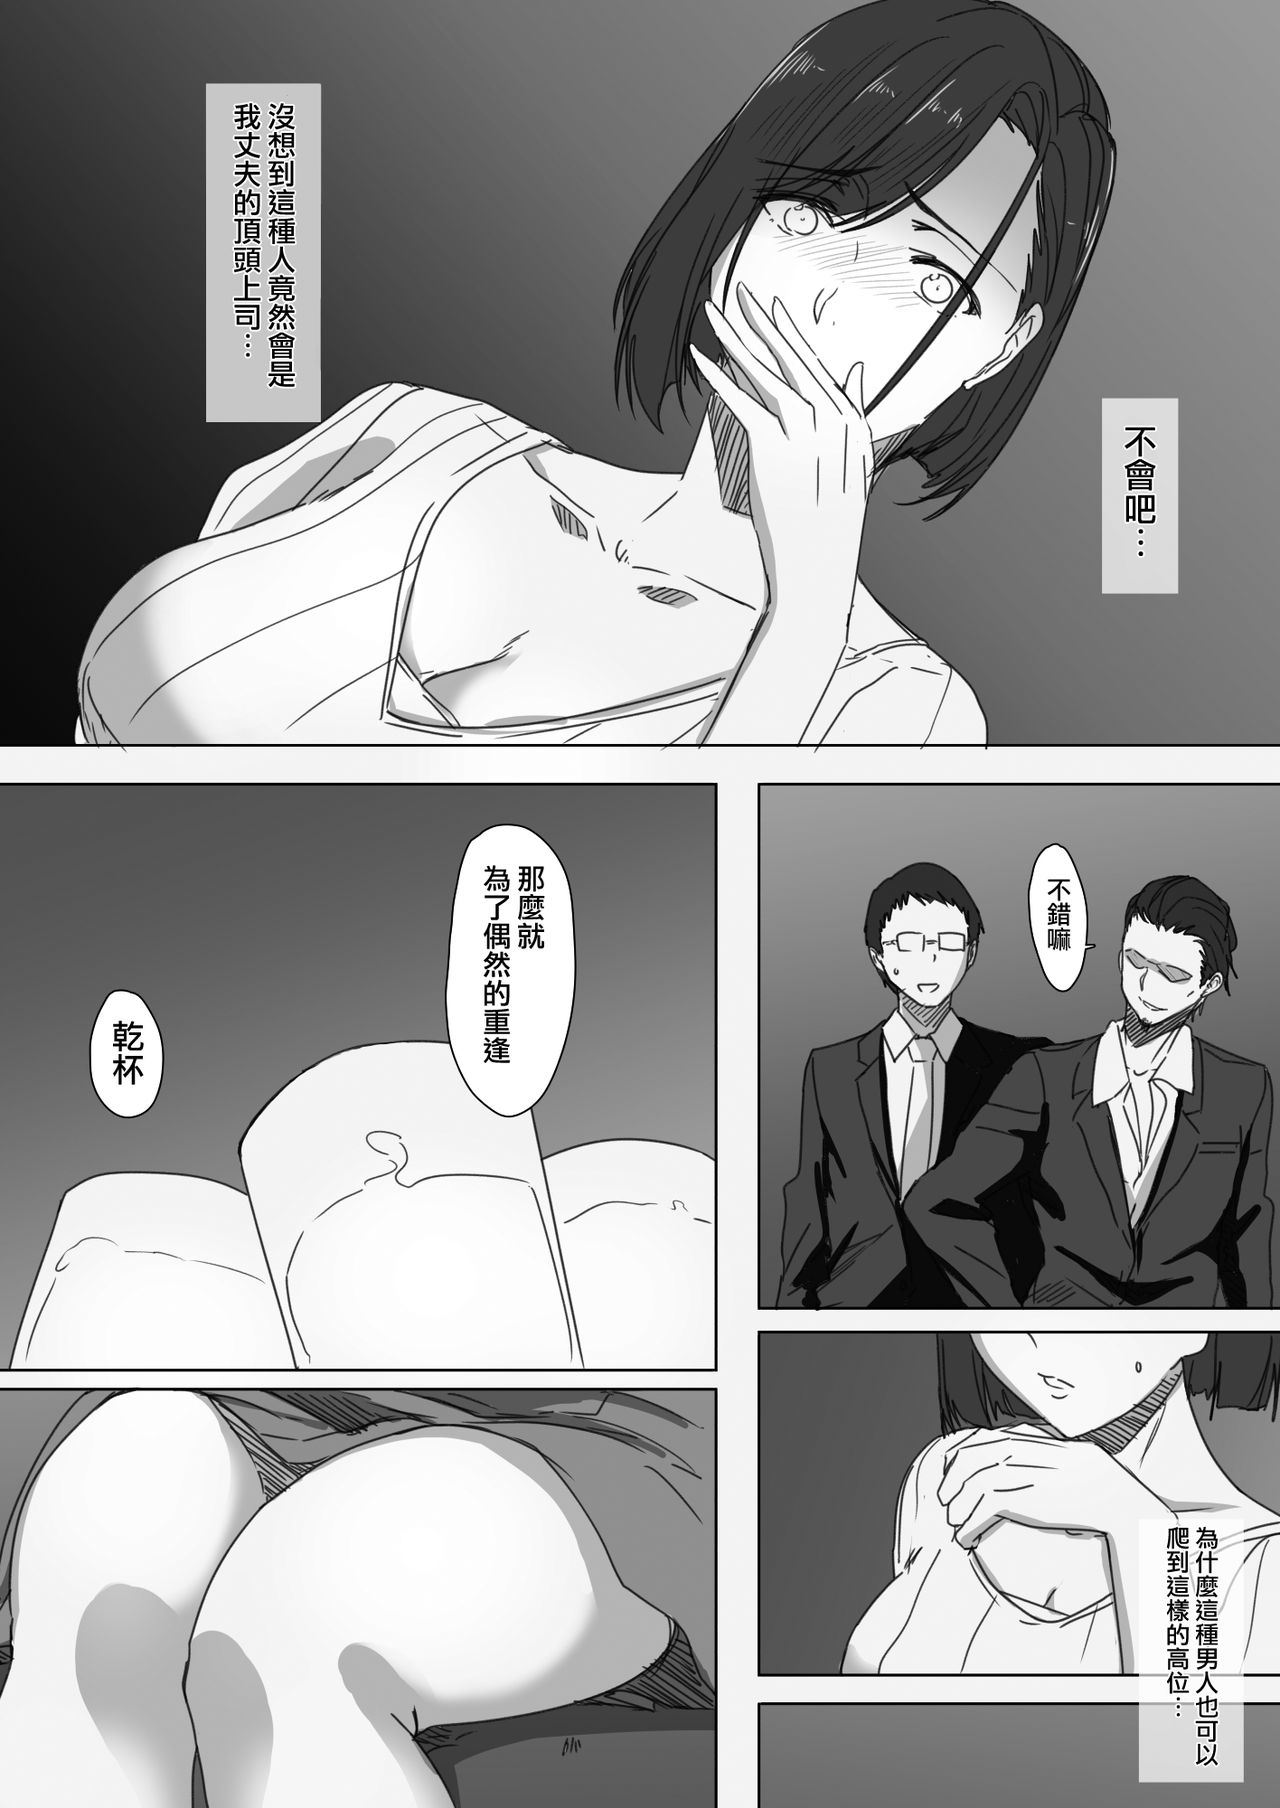 不會吧…
沒想到這種人竟然會是
我丈夫的頂頭上司…
不錯嘛
那麼就
為了偶然的重逢
乾杯
為什麼這種男人也可以
爬到這樣的高位…